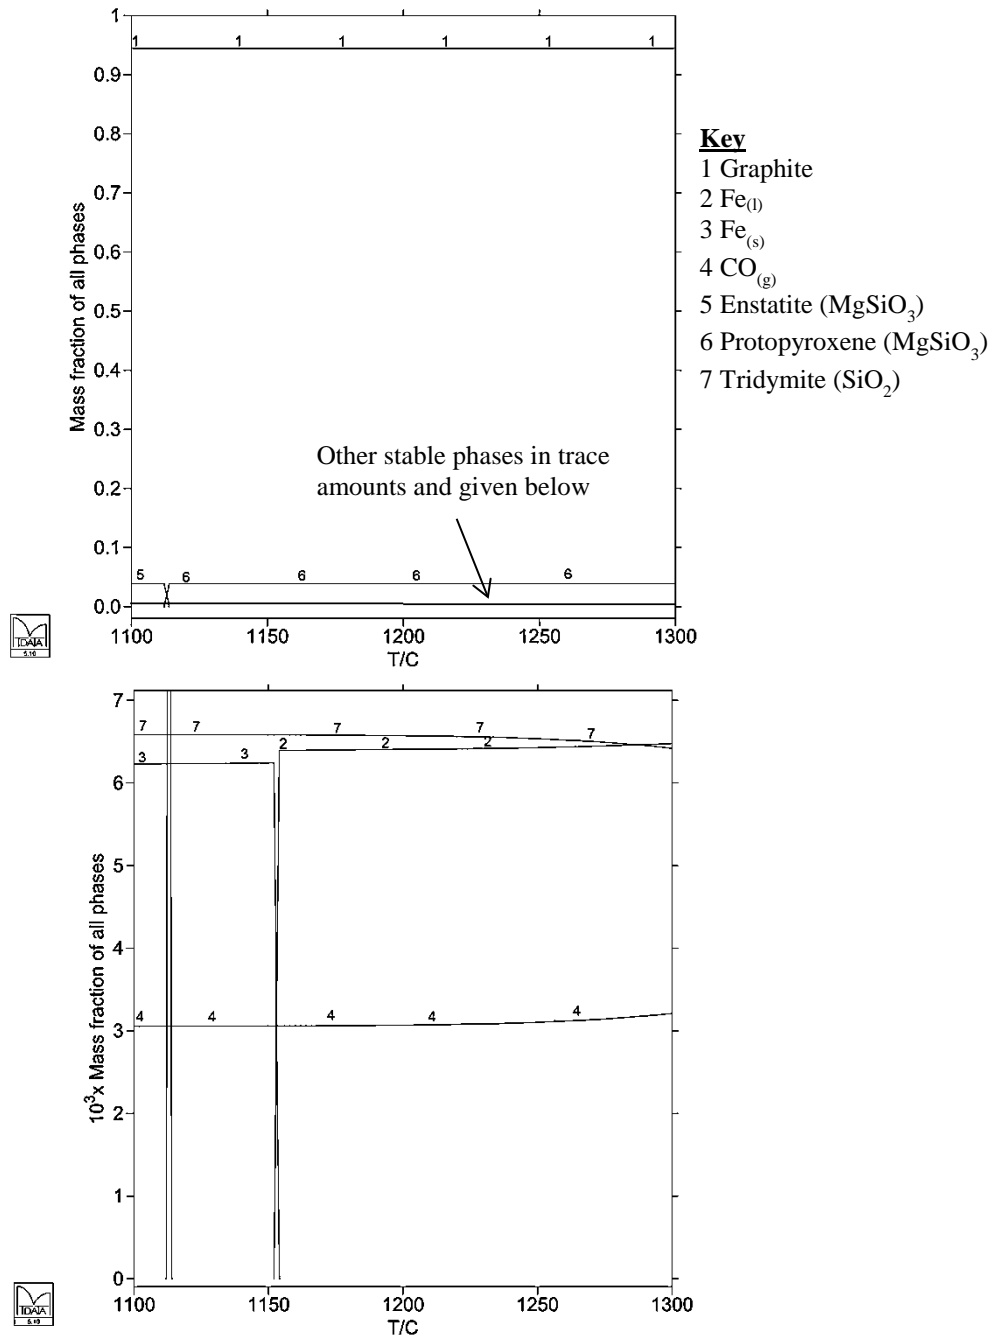 1
1 1 1 1 1 1
0.9
0.8
Key
1 Graphite
0.7
2 Fe(l)
3 Fe(s)
0.6
4 CO(g)
0.5
5 Enstatite (MgSiO3)
6 Protopyroxene (MgSiO3)
0.4
7 Tridymite (SiO2)
Mass fraction of all phases
0.3
Other stable phases in trace
amounts and given below
0.2
0.1
5 6 6 6 6
0.0
1100 1150 1200 1250 1300
T/C
TDATA
5.10
7
7 7 7 7 7
3 3 2 2 2
6
5
4
10³x Mass fraction of all phases
4 4 4 4 4
3
2
1
0
1100 1150 1200 1250 1300
T/C
TDATA